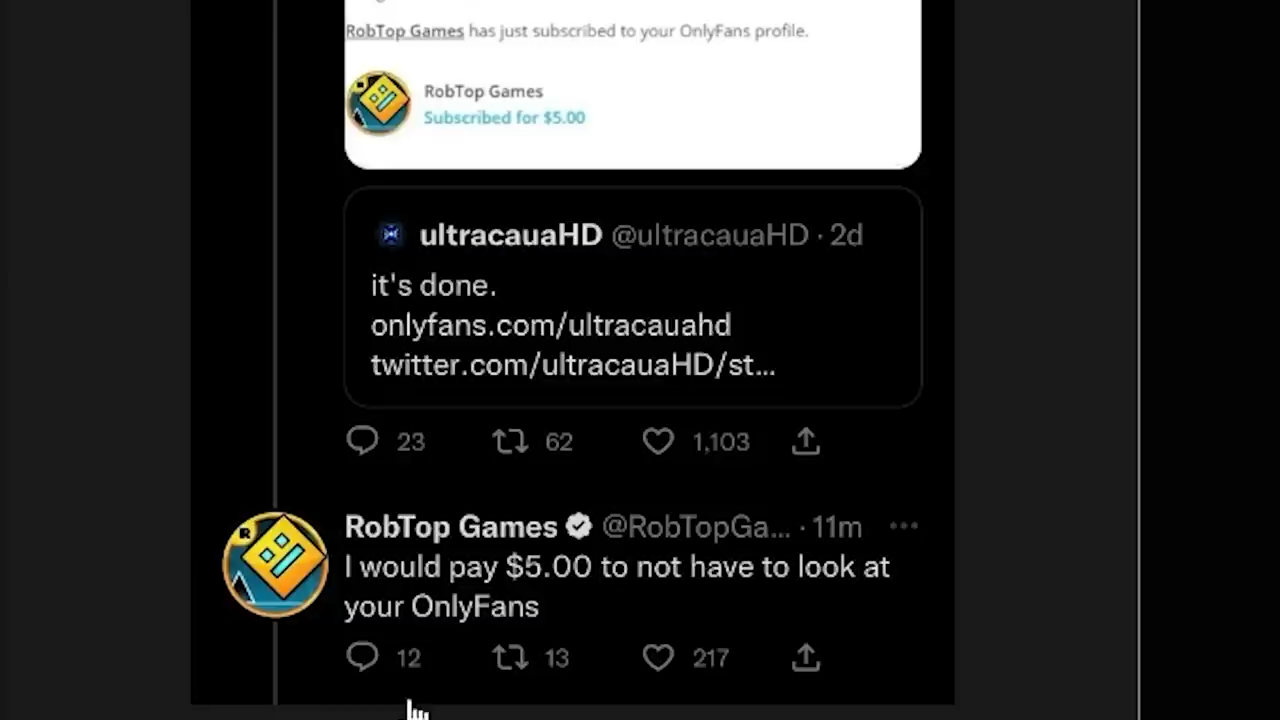 RobTop Games has just subscribed to your OnlyFans profile.
RobTop Games
Subscribed for $5.00
ultracauaHD @ultracauaHD · 2d
it's done.
onlyfans.com/ultracauahd
twitter.com/ultracauaHD/st...
23 62 1,103
RobTop Games @RobTopGa... · 11m ...
I would pay $5.00 to not have to look at
your OnlyFans
12 13 217